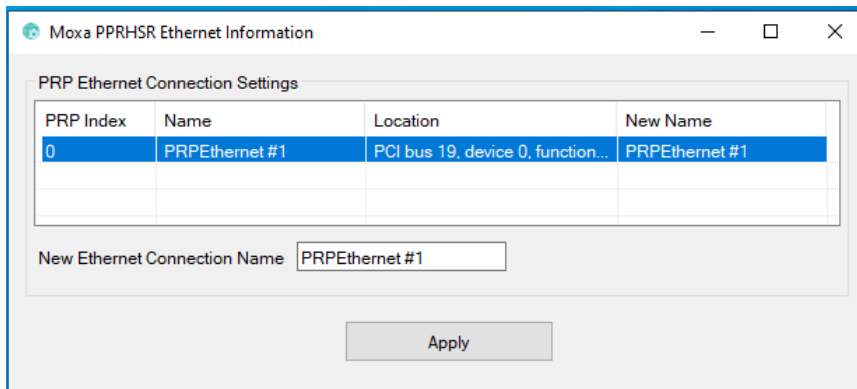 Moxa PPRHSR Ethernet Information
PRP Ethernet Connection Settings
PRP Index Name Location New Name
0 PRPEthernet #1 PCI bus 19, device 0, function... PRPEthernet #1
New Ethernet Connection Name PRPEthernet #1
Apply